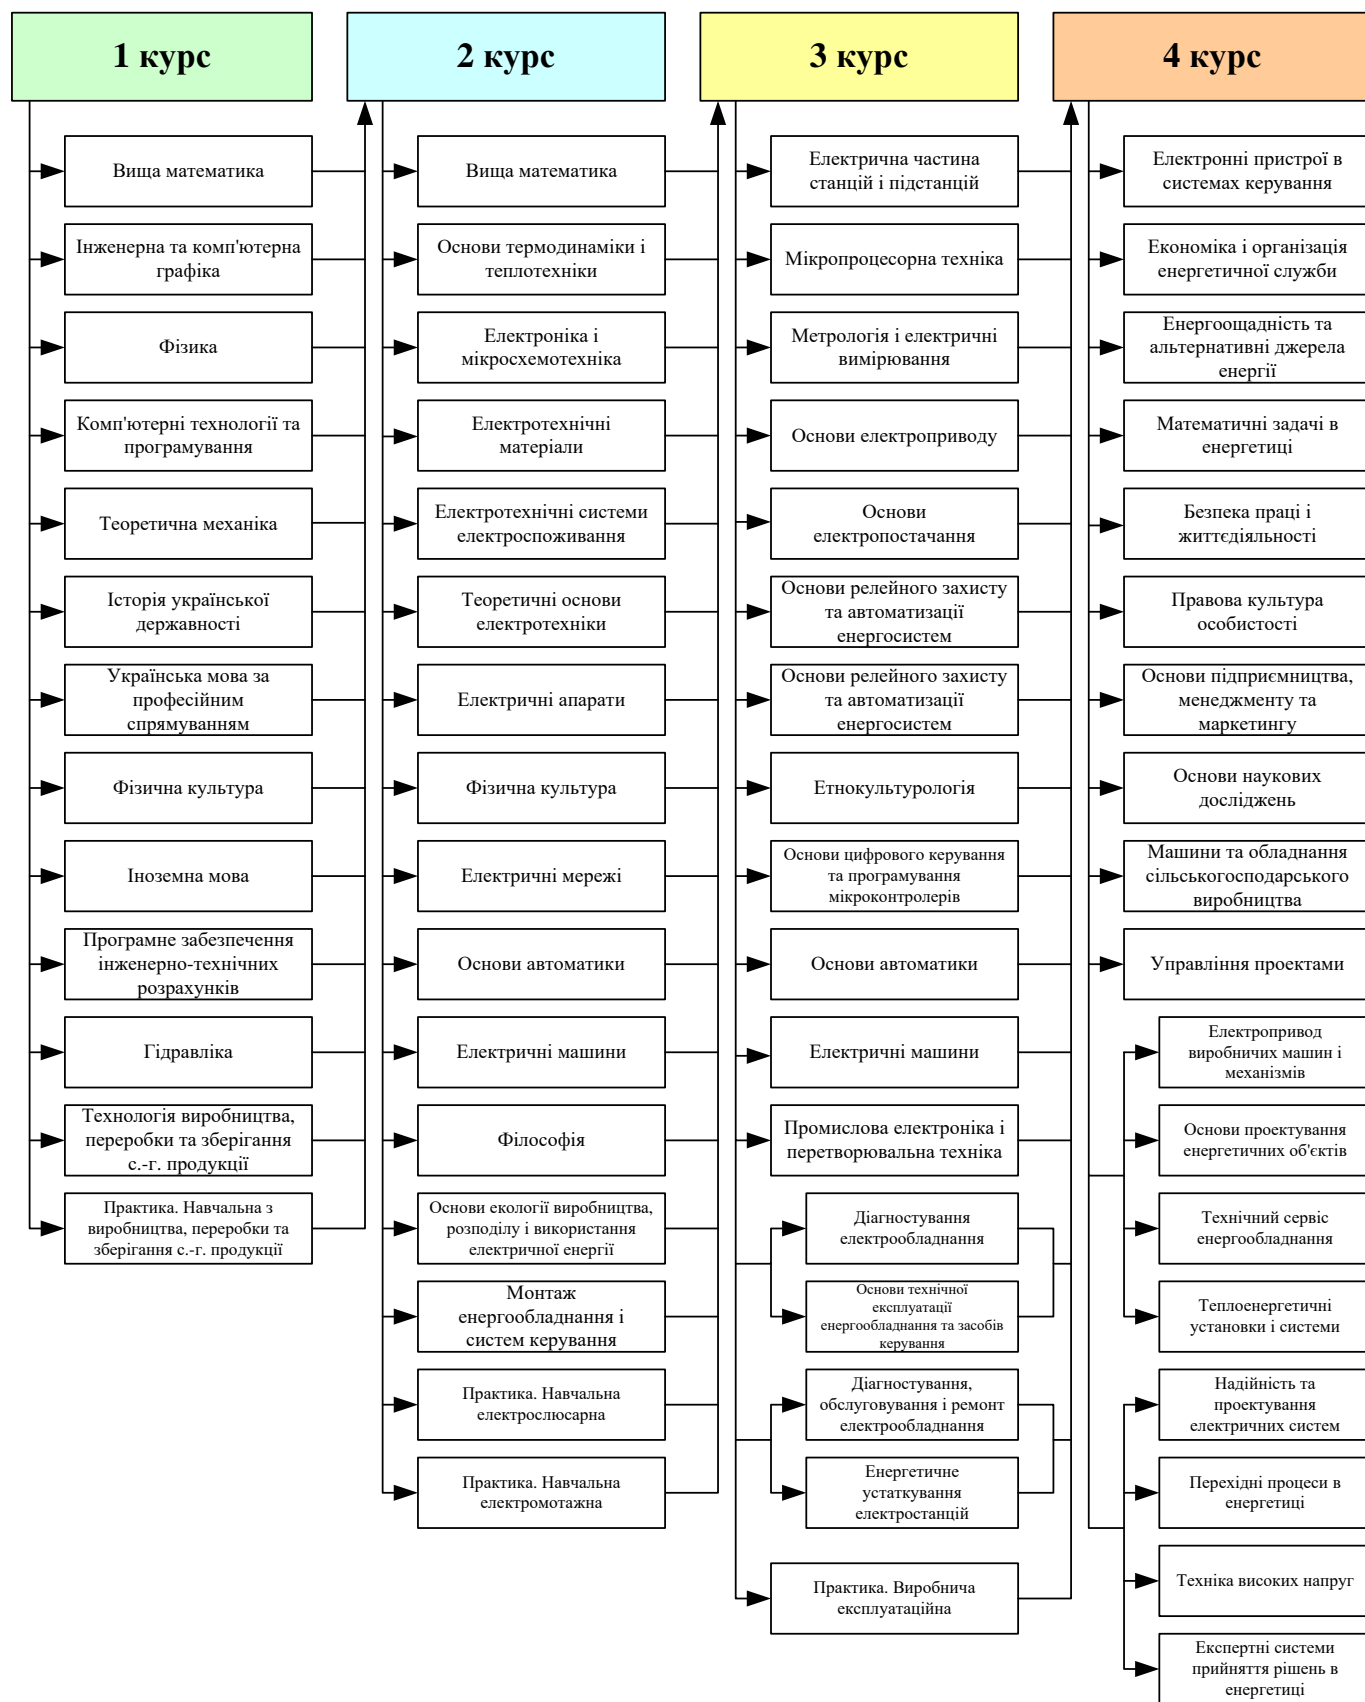 1 курс
Вища математика
Інженерна та комп'ютерна
графіка
Фізика
Комп'ютерні технології та
програмування
Теоретична механіка
Історія української
державності
Українська мова за
професійним
спрямуванням
Фізична культура
Іноземна мова
Програмне забезпечення
інженерно-технічних
розрахунків
Гідравліка
Технологія виробництва,
переробки та зберігання
с.-г. продукції
Практика. Навчальна з
виробництва, переробки та
зберігання с.-г. продукції
2 курс
Вища математика
Основи термодинаміки і
теплотехніки
Електроніка і
мікросхемотехніка
Електротехнічні
матеріали
Електротехнічні системи
електроспоживання
Теоретичні основи
електротехніки
Електричні апарати
Фізична культура
Електричні мережі
Основи автоматики
Електричні машини
Філософія
Основи екології виробництва,
розподілу і використання
електричної енергії
Монтаж
енергообладнання і
систем керування
Практика. Навчальна
електрослюсарна
Практика. Навчальна
електромотажна
3 курс
Електрична частина
станцій і підстанцій
Мікропроцесорна техніка
Метрологія і електричні
вимірювання
Основи електроприводу
Основи
електропостачання
Основи релейного захисту
та автоматизації
енергосистем
Основи релейного захисту
та автоматизації
енергосистем
Етнокультурологія
Основи цифрового керування
та програмування
мікроконтролерів
Основи автоматики
Електричні машини
Промислова електроніка і
перетворювальна техніка
Діагностування
електрообладнання
Основи технічної
експлуатації
енергообладнання та засобів
керування
Діагностування,
обслуговування і ремонт
електрообладнання
Енергетичне
устаткування
електростанцій
Практика. Виробнича
експлуатаційна
4 курс
Електронні пристрої в
системах керування
Економіка і організація
енергетичної служби
Енергоощадність та
альтернативні джерела
енергії
Математичні задачі в
енергетиці
Безпека праці і
життєдіяльності
Правова культура
особистості
Основи підприємництва,
менеджменту та
маркетингу
Основи наукових
досліджень
Машини та обладнання
сільськогосподарського
виробництва
Управління проектами
Електропривод
виробничих машин і
механізмів
Основи проектування
енергетичних об'єктів
Технічний сервіс
енергообладнання
Теплоенергетичні
установки і системи
Надійність та
проектування
електричних систем
Перехідні процеси в
енергетиці
Техніка високих напруг
Експертні системи
прийняття рішень в
енергетиці